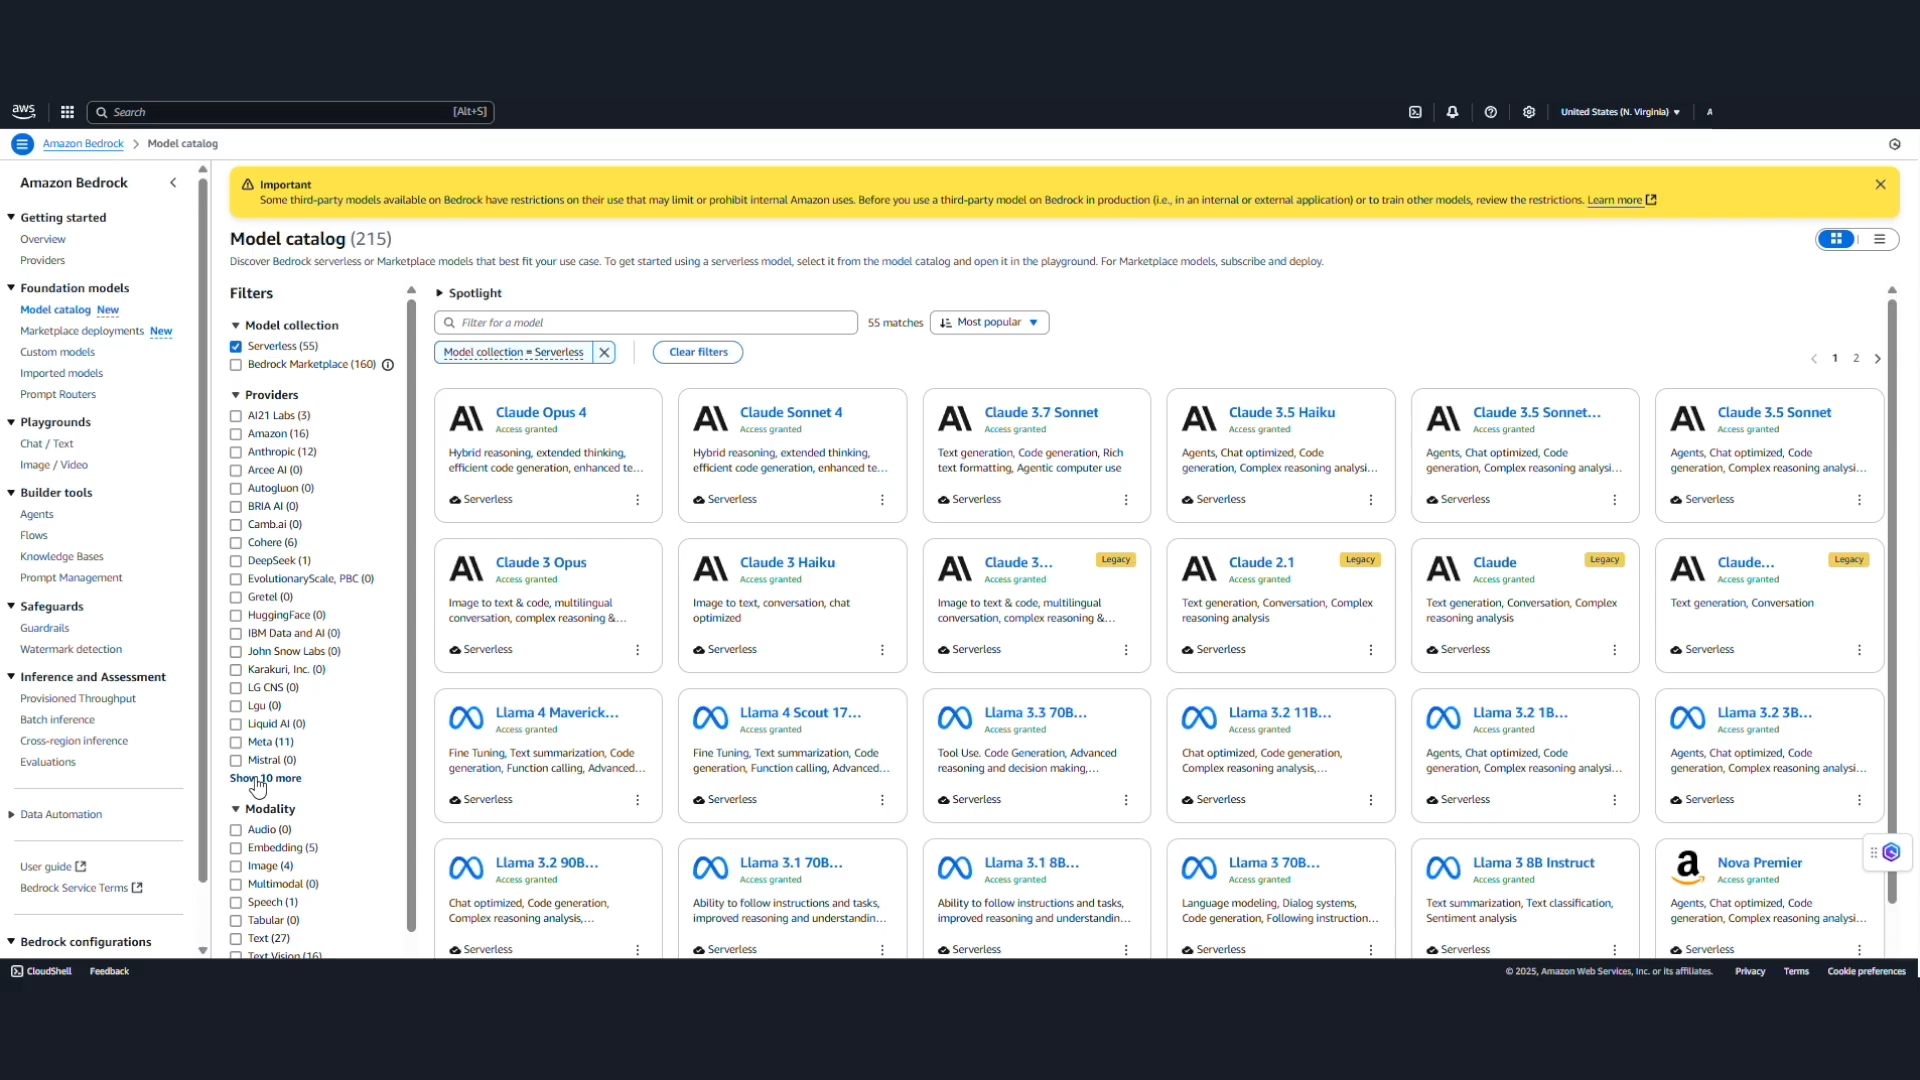 aws
Search
[Alt+S]
United States (N. Virginia)
A
Amazon Bedrock
Model catalog
Amazon Bedrock
Getting started
Overview
Providers
Foundation models
Model catalog New
Marketplace deployments New
Custom models
Imported models
Prompt Routers
Playgrounds
Chat / Text
Image / Video
Builder tools
Agents
Flows
Knowledge Bases
Prompt Management
Safeguards
Guardrails
Watermark detection
Inference and Assessment
Provisioned Throughput
Batch inference
Cross-region inference
Evaluations
Data Automation
User guide
Bedrock Service Terms
Bedrock configurations
Important
Some third-party models available on Bedrock have restrictions on their use that may limit or prohibit internal Amazon uses. Before you use a third-party model on Bedrock in production (i.e., in an internal or external application) or to train other models, review the restrictions. Learn more
Model catalog (215)
Discover Bedrock serverless or Marketplace models that best fit your use case. To get started using a serverless model, select it from the model catalog and open it in the playground. For Marketplace models, subscribe and deploy.
Filters
Model collection
Serverless (55)
Bedrock Marketplace (160)
Providers
AI21 Labs (3)
Amazon (16)
Anthropic (12)
Arcee AI (0)
Autogluon (0)
BRIA AI (0)
Camb.ai (0)
Cohere (6)
DeepSeek (1)
EvolutionaryScale, PBC (0)
Gretel (0)
HuggingFace (0)
IBM Data and AI (0)
John Snow Labs (0)
Karakuri, Inc. (0)
LG CNS (0)
Lgu (0)
Liquid AI (0)
Meta (11)
Mistral (0)
Show 10 more
Modality
Audio (0)
Embedding (5)
Image (4)
Multimodal (0)
Speech (1)
Tabular (0)
Text (27)
Text Vision (16)
Spotlight
Filter for a model
55 matches
Most popular
Model collection = Serverless
Clear filters
1 2
Claude Opus 4
Access granted
Hybrid reasoning, extended thinking,
efficient code generation, enhanced te...
Serverless
Claude Sonnet 4
Access granted
Hybrid reasoning, extended thinking,
efficient code generation, enhanced te...
Serverless
Claude 3.7 Sonnet
Access granted
Text generation, Code generation, Rich
text formatting, Agentic computer use
Serverless
Claude 3.5 Haiku
Access granted
Agents, Chat optimized, Code
generation, Complex reasoning analysi...
Serverless
Claude 3.5 Sonnet...
Access granted
Agents, Chat optimized, Code
generation, Complex reasoning analysi...
Serverless
Claude 3.5 Sonnet
Access granted
Agents, Chat optimized, Code
generation, Complex reasoning analysi...
Serverless
Claude 3 Opus
Access granted
Image to text & code, multilingual
conversation, complex reasoning &...
Serverless
Claude 3 Haiku
Access granted
Image to text, conversation, chat
optimized
Serverless
Claude 3...
Legacy
Access granted
Image to text & code, multilingual
conversation, complex reasoning &...
Serverless
Claude 2.1
Legacy
Access granted
Text generation, Conversation, Complex
reasoning analysis
Serverless
Claude
Legacy
Access granted
Text generation, Conversation, Complex
reasoning analysis
Serverless
Claude...
Legacy
Access granted
Text generation, Conversation
Serverless
Llama 4 Maverick...
Access granted
Fine Tuning, Text summarization, Code
generation, Function calling, Advanced...
Serverless
Llama 4 Scout 17...
Access granted
Fine Tuning, Text summarization, Code
generation, Function calling, Advanced...
Serverless
Llama 3.3 70B...
Access granted
Tool Use. Code Generation, Advanced
reasoning and decision making,...
Serverless
Llama 3.2 11B...
Access granted
Chat optimized, Code generation,
Complex reasoning analysis,...
Serverless
Llama 3.2 1B...
Access granted
Agents, Chat optimized, Code
generation, Complex reasoning analysi...
Serverless
Llama 3.2 3B...
Access granted
Agents, Chat optimized, Code
generation, Complex reasoning analysi...
Serverless
Llama 3.2 90B...
Access granted
Chat optimized, Code generation,
Complex reasoning analysis,...
Serverless
Llama 3.1 70B...
Access granted
Ability to follow instructions and tasks,
improved reasoning and understandin...
Serverless
Llama 3.1 8B...
Access granted
Ability to follow instructions and tasks,
improved reasoning and understandin...
Serverless
Llama 3 70B...
Access granted
Language modeling, Dialog systems,
Code generation, Following instruction...
Serverless
Llama 3 8B Instruct
Access granted
Text summarization, Text classification,
Sentiment analysis
Serverless
Nova Premier
Access granted
Agents, Chat optimized, Code
generation, Complex reasoning analysi...
Serverless
CloudShell
Feedback
© 2025, Amazon Web Services, Inc. or its affiliates.
Privacy
Terms
Cookie preferences